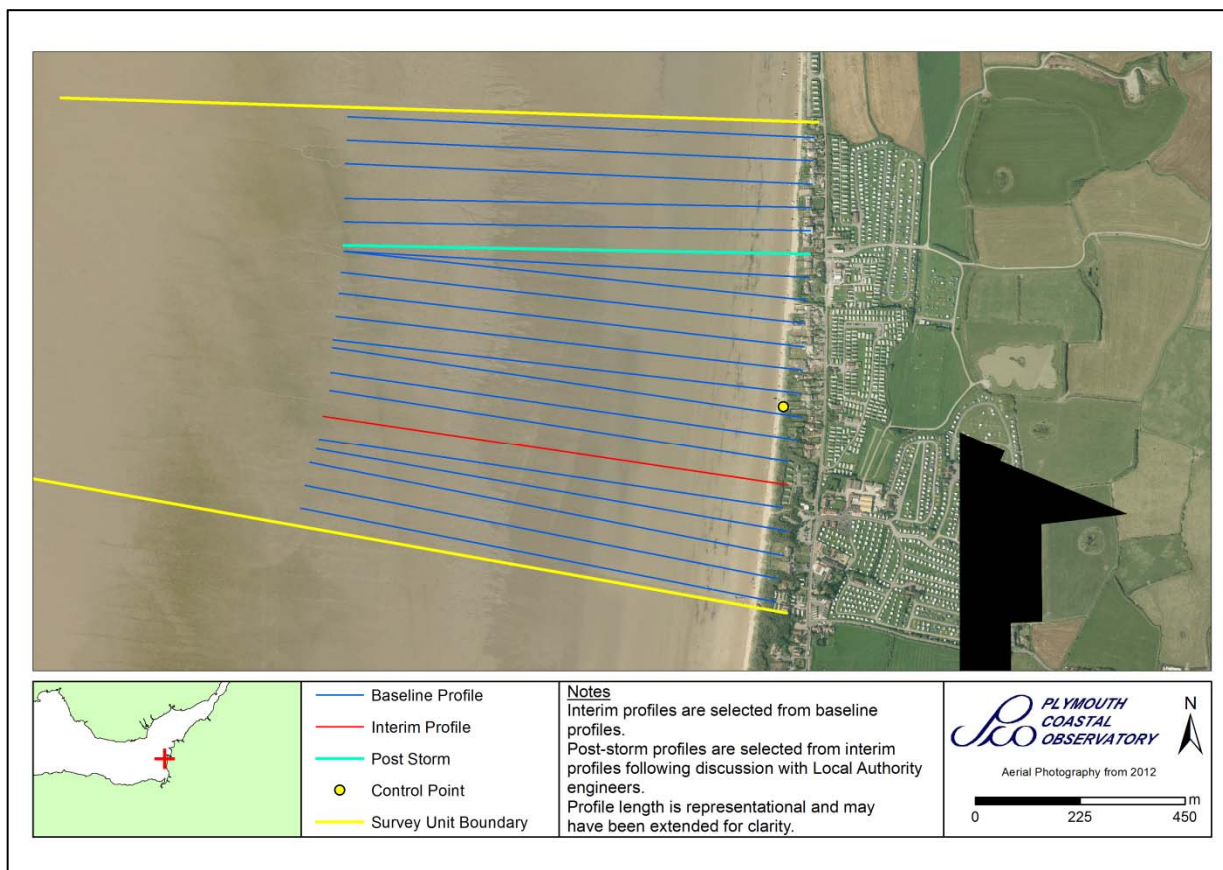 Baseline Profile
Interim Profile
Post Storm
Control Point
Survey Unit Boundary
Notes
Interim profiles are selected from baseline
profiles.
Post-storm profiles are selected from interim
profiles following discussion with Local Authority
engineers.
Profile length is representational and may
have been extended for clarity.
PLYMOUTH
COASTAL
OBSERVATORY
N
Aerial Photography from 2012
m
0 225 450